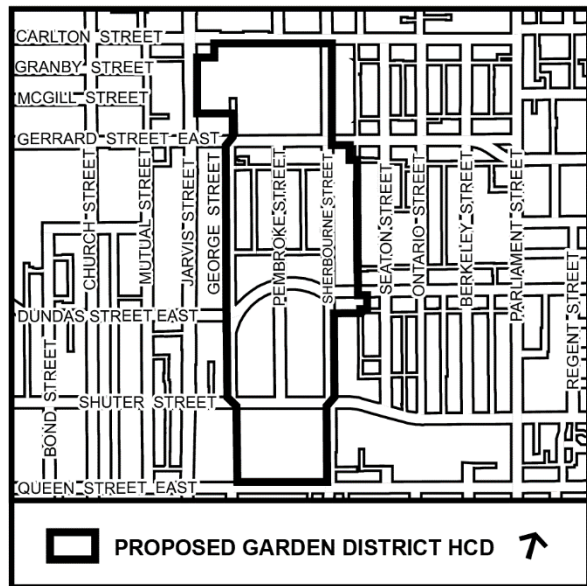 CARLTON STREET
GRANBY STREET
MCGILL STREET
GERRARD STREET EAST
CHURCH STREET
MUTUAL STREET
JARVIS STREET
GEORGE STREET
PEMBROKE STREET
SHERBOURNE STREET
SEATON STREET
ONTARIO STREET
BERKELEY STREET
PARLIAMENT STREET
REGENT STREET
DUNDAS STREET EAST
BOND STREET
SHUTER STREET
QUEEN STREET EAST
PROPOSED GARDEN DISTRICT HCD